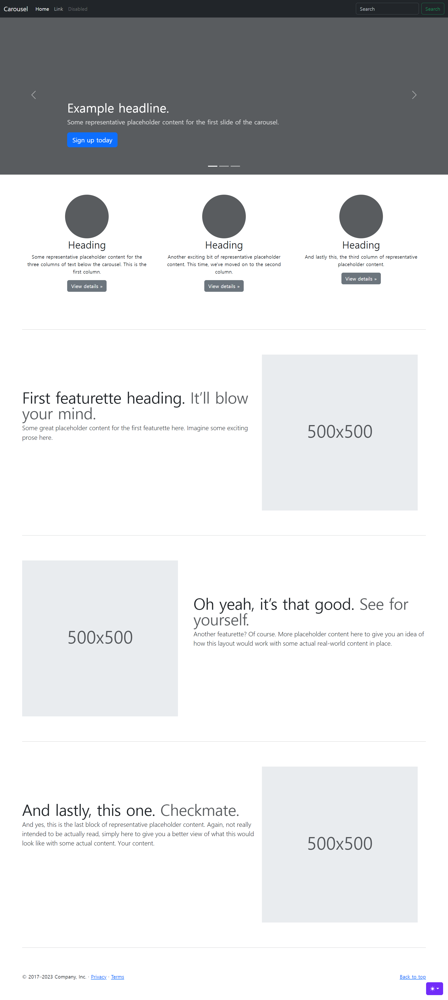 Carousel Home Link Disabled Search Search
Example headline.
Some representative placeholder content for the first slide of the carousel.
Sign up today
Heading
Some representative placeholder content for the
three columns of text below the carousel. This is the
first column.
View details »
Heading
Another exciting bit of representative placeholder
content. This time, we've moved on to the second
column.
View details »
Heading
And lastly this, the third column of representative
placeholder content.
View details »
First featurette heading. It’ll blow
your mind.
Some great placeholder content for the first featurette here. Imagine some exciting
prose here.
500x500
500x500
Oh yeah, it’s that good. See for
yourself.
Another featurette? Of course. More placeholder content here to give you an idea of
how this layout would work with some actual real-world content in place.
And lastly, this one. Checkmate.
And yes, this is the last block of representative placeholder content. Again, not really
intended to be actually read, simply here to give you a better view of what this would
look like with some actual content. Your content.
500x500
© 2017–2023 Company, Inc. · Privacy · Terms
Back to top